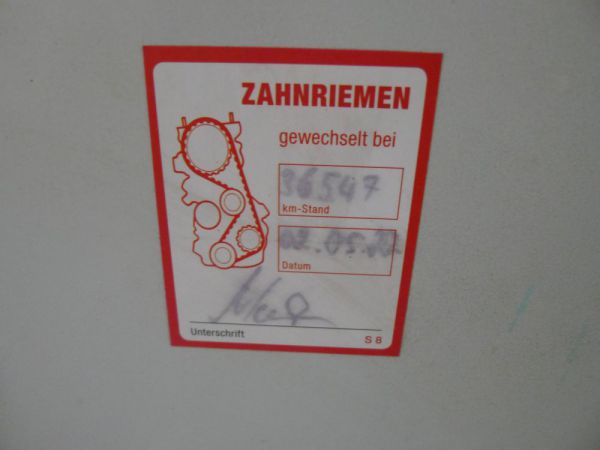 ZAHNRIEMEN
gewechselt bei
36547
km-Stand
Datum
Unterschrift
S 8